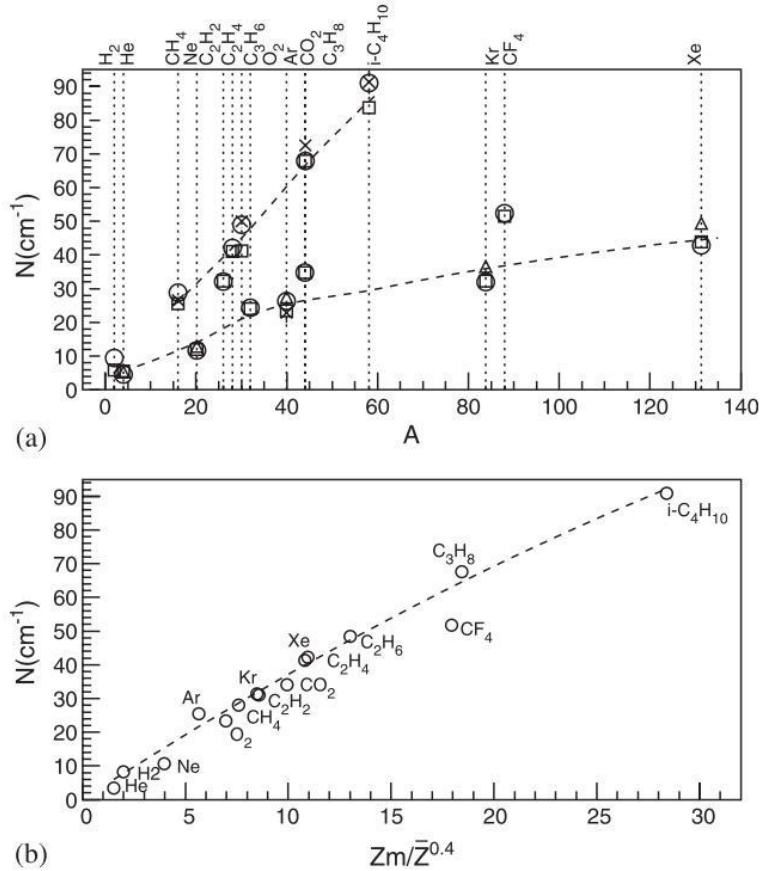 H2 He CH4 Ne C2H2 C2H4 C3H6 O2 Ar CO2 C3H8 i-C4H10 Kr CF4 Xe
90
80
70
60
50
40
30
20
10
0
N(cm-1)
0 20 40 60 80 100 120 140
(a) A
90
80
70
60
50
40
30
20
10
0
N(cm-1)
i-C4H10
C3H8
CF4
C2H6
Xe
C2H4
Kr
CO2
C2H2
Ar
CH4
O2
Ne
H2
He
0 5 10 15 20 25 30
(b) Zm/Z̄0.4